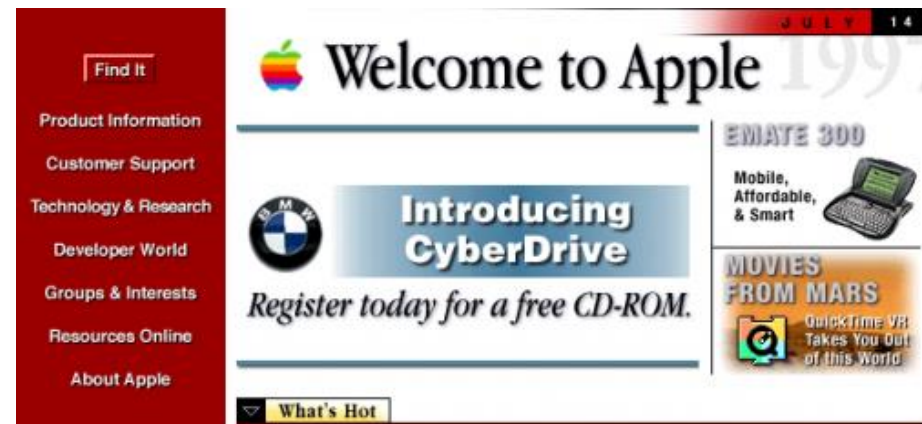 JULY 14
1997
Find It
Product Information
Customer Support
Technology & Research
Developer World
Groups & Interests
Resources Online
About Apple
Welcome to Apple
BMW
Introducing
CyberDrive
Register today for a free CD-ROM.
EMATE 300
Mobile,
Affordable,
& Smart
MOVIES
FROM MARS
QuickTime VR
Takes You Out
of this World
What's Hot